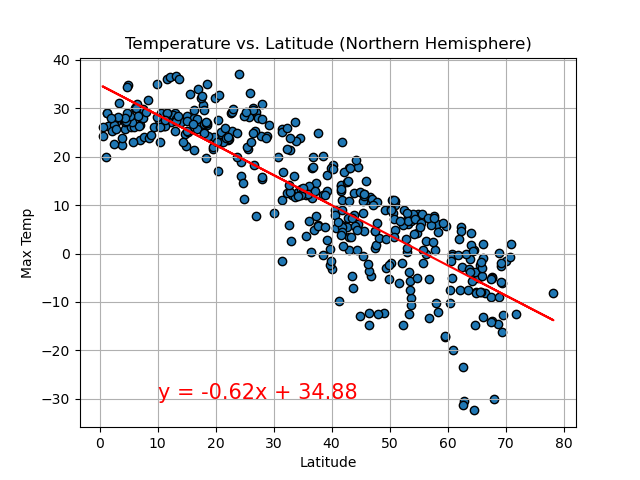 Temperature vs. Latitude (Northern Hemisphere)
40
30
20
10
0
−10
−20
−30
Max Temp
y = -0.62x + 34.88
0 10 20 30 40 50 60 70 80
Latitude